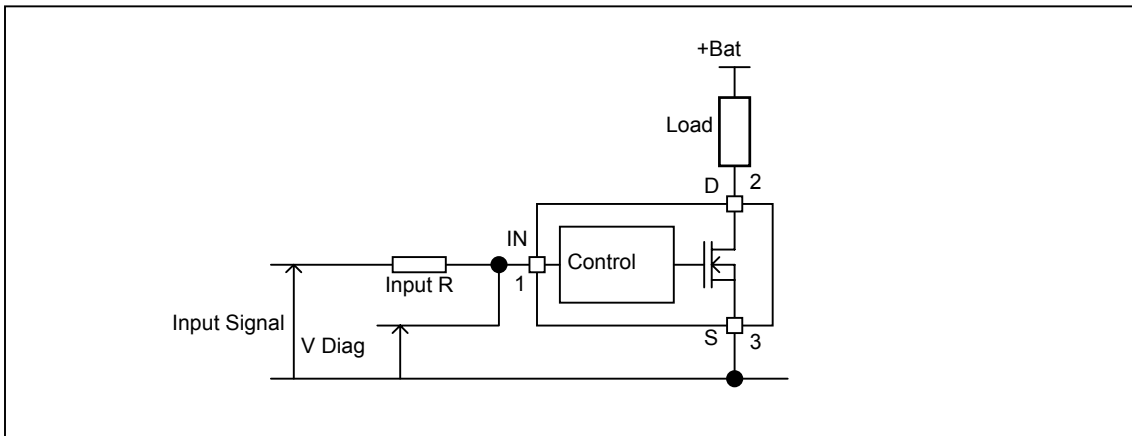 +Bat
Load
D
2
IN
Control
1
Input R
Input Signal
V Diag
S
3